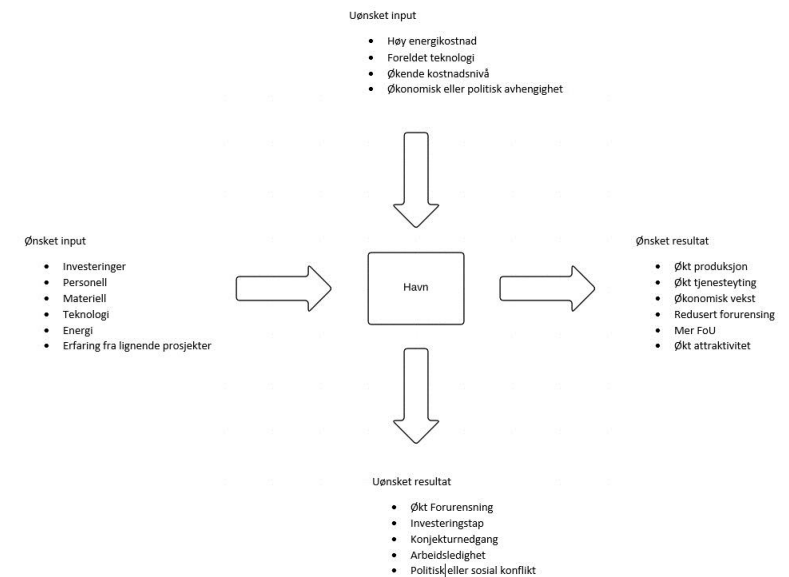 Uønsket input
• Høy energikostnad
• Foreldet teknologi
• Økende kostnadsnivå
• Økonomisk eller politisk avhengighet
Ønsket input
• Investeringer
• Personell
• Materiell
• Teknologi
• Energi
• Erfaring fra lignende prosjekter
Havn
Ønsket resultat
• Økt produksjon
• Økt tjenesteyting
• Økonomisk vekst
• Redusert forurensing
• Mer FoU
• Økt attraktivitet
Uønsket resultat
• Økt Forurensning
• Investeringstap
• Konjekturnedgang
• Arbeidsledighet
• Politisk eller sosial konflikt